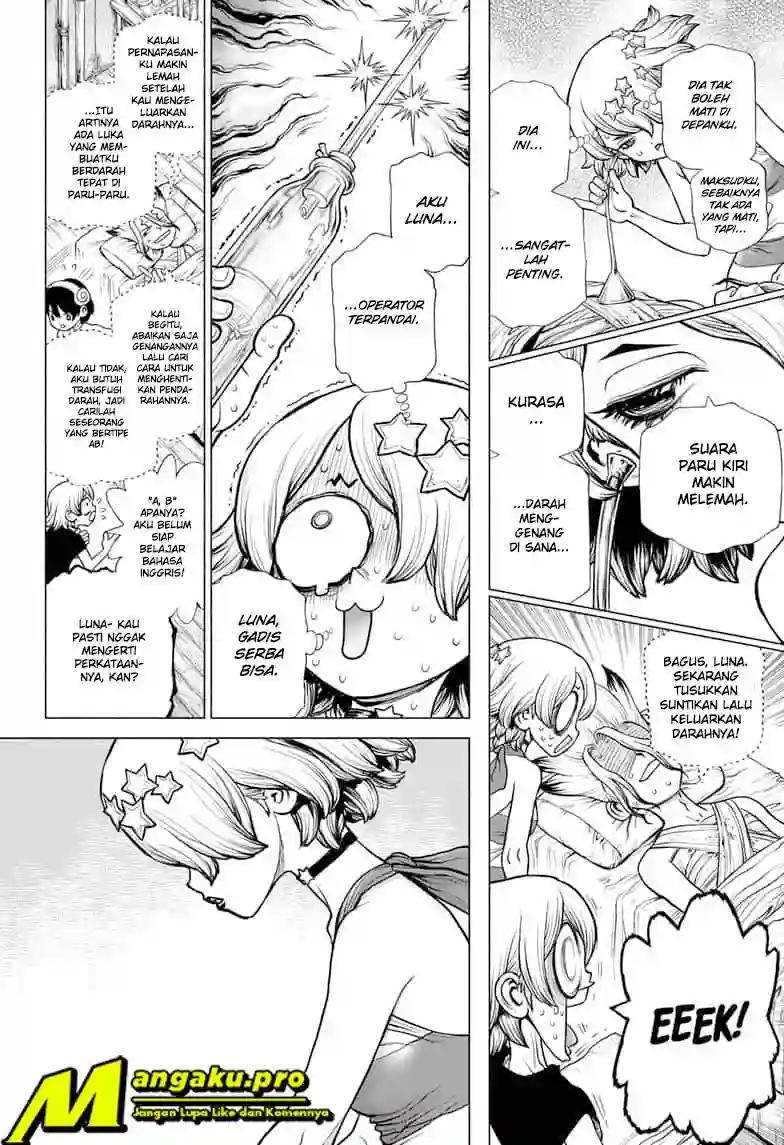 DIA TAK
BOLEH
MATI DI
DEPANKU.
MAKSUDKU,
SEBAIKNYA
TAK ADA
YANG MATI,
TAPI...
DIA
INI...
...SANGAT-
LAH
PENTING.
SUARA
PARU KIRI
MAKIN
MELEMAH.
KURASA
...
...DARAH
MENG-
GENANG
DI SANA...
BAGUS, LUNA.
SEKARANG
TUSUKKAN
SUNTIKAN LALU
KELUARKAN
DARAHNYA!
EEEK!
AKU
LUNA...
...OPERATOR
TERPANDAI.
LUNA,
GADIS
SERBA
BISA.
KALAU
PERNAPASAN-
KU MAKIN
LEMAH
SETELAH
KAU MENGE-
LUARKAN
DARAHNYA...
...ITU
ARTINYA
ADA LUKA
YANG MEM-
BUATKU
BERDARAH
TEPAT DI
PARU-PARU.
KALAU
BEGITU,
ABAIKAN SAJA
GENANGANNYA
LALU CARI
CARA UNTUK
MENGHENTI-
KAN PENDA-
RAHANNYA.
KALAU TIDAK,
AKU BUTUH
TRANSFUSI
DARAH, JADI
CARILAH
SESEORANG
YANG BERTIPE
AB!
"A, B"
APANYA?
AKU BELUM
SIAP
BELAJAR
BAHASA
INGGRIS!
LUNA- KAU
PASTI NGGAK
MENGERTI
PERKATAAN-
NYA, KAN?
Mangaku.pro
Jangan Lupa Like dan Komennya